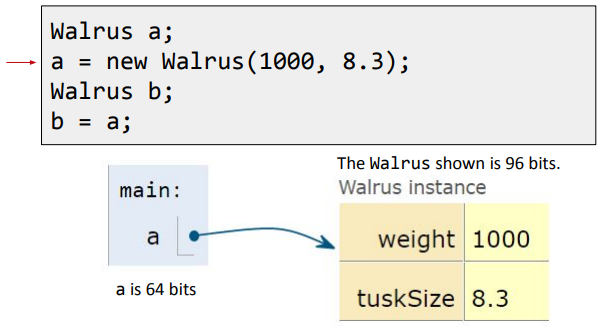 Walrus a;
a = new Walrus(1000, 8.3);
Walrus b;
b = a;
The Walrus shown is 96 bits.
Walrus instance
main:
a
weight 1000
tuskSize 8.3
a is 64 bits